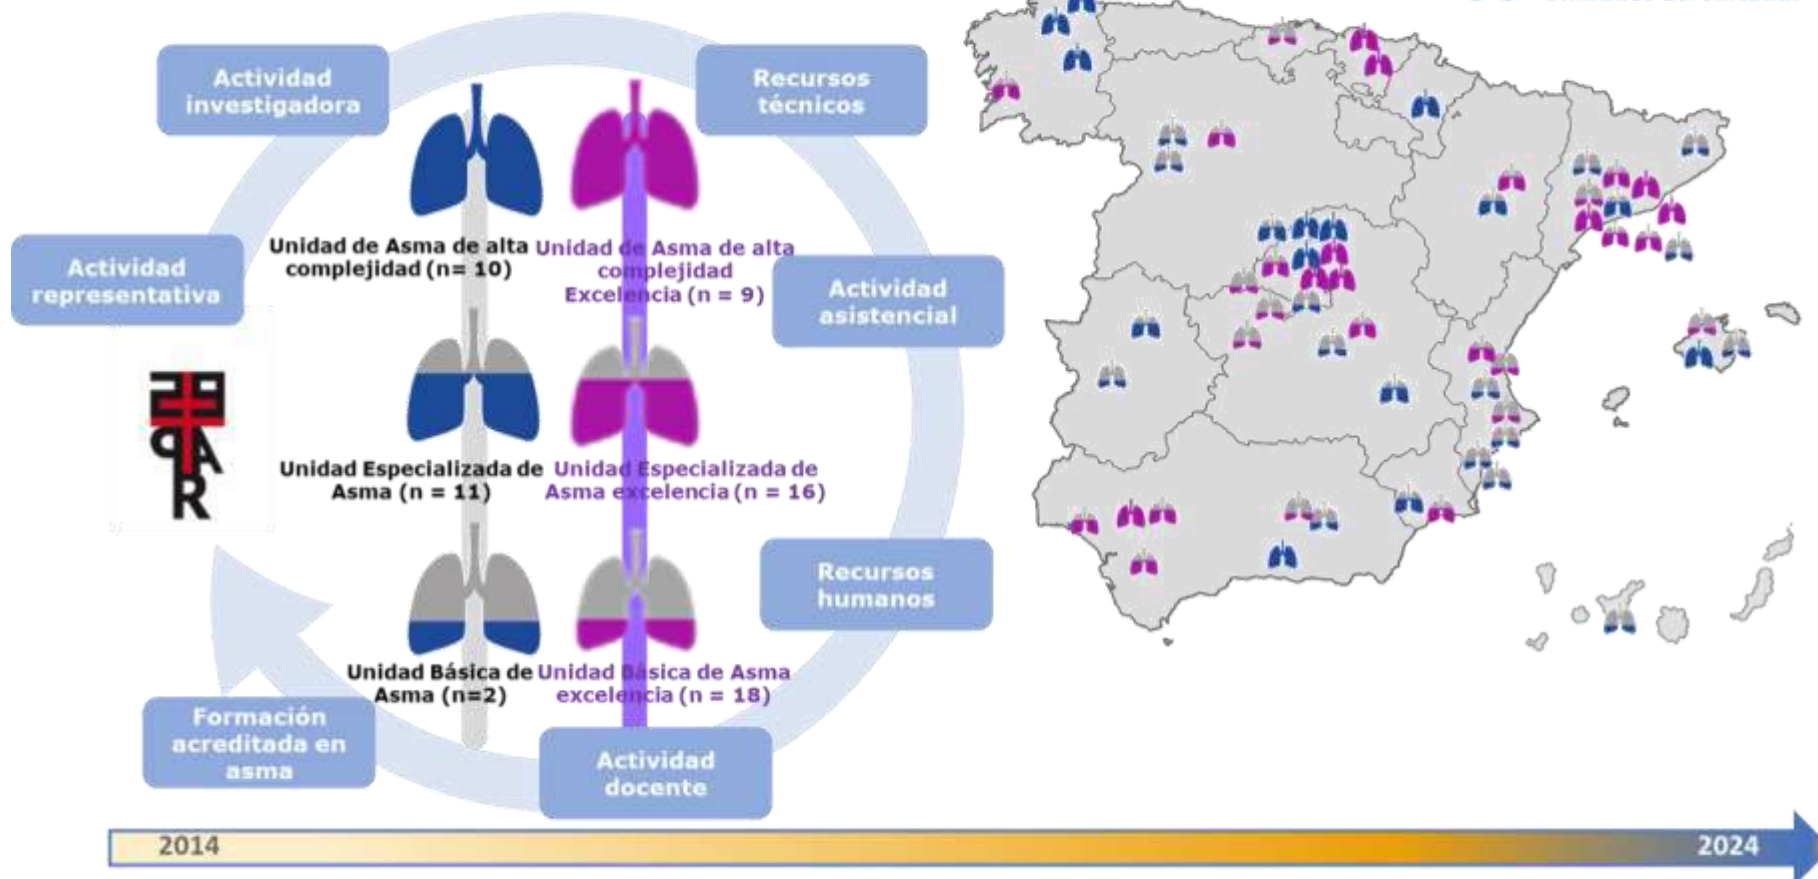 Actividad
investigadora
Recursos
técnicos
Actividad
representativa
Unidad de Asma de alta
complejidad (n= 10)
Unidad de Asma de alta
complejidad
Excelencia (n = 9)
Actividad
asistencial
SEPAR
Unidad Especializada de
Asma (n = 11)
Unidad Especializada de
Asma excelencia (n = 16)
Recursos
humanos
Unidad Básica de
Asma (n=2)
Unidad Básica de Asma
excelencia (n = 18)
Formación
acreditada en
asma
Actividad
docente
2014
2024